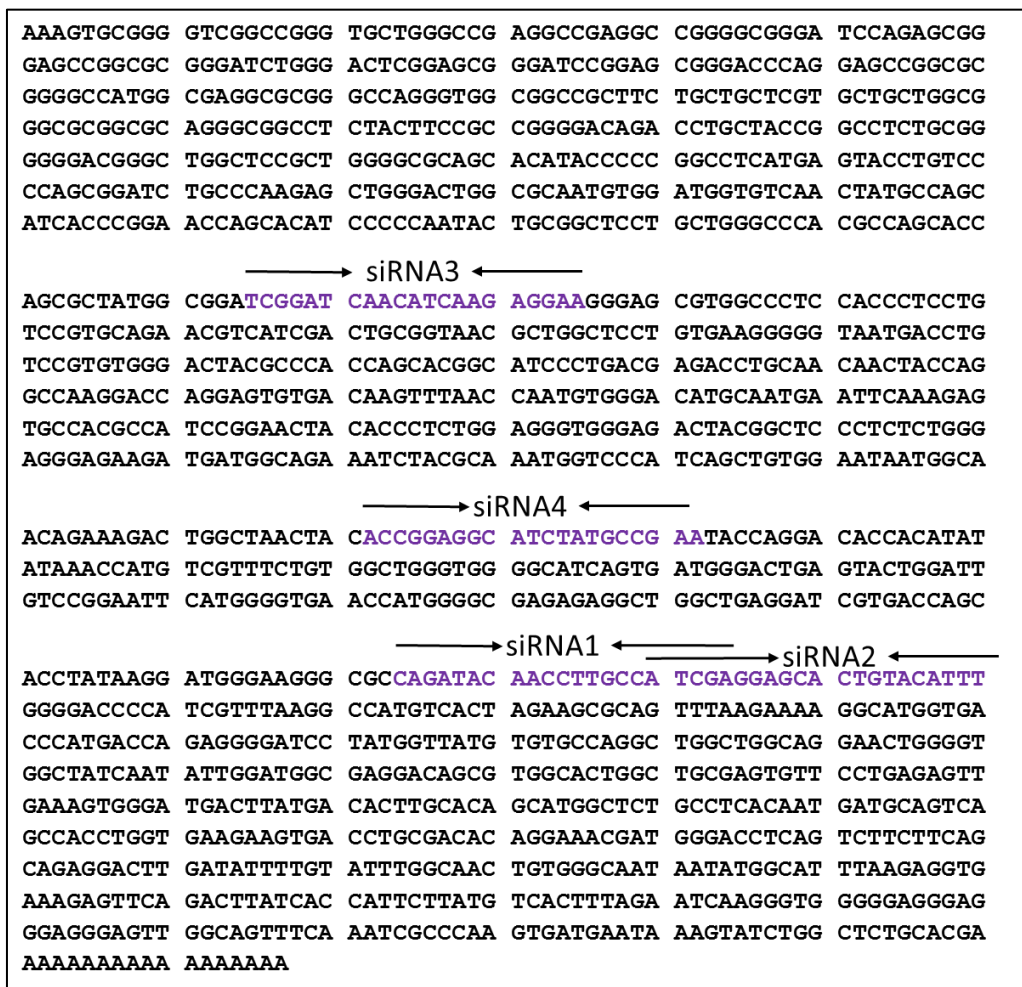 AAAGTGCGGG GTCGGCCGGG TGCTGGGCCG AGGCCGAGGC CGGGGCGGGA TCCAGAGCGG
GAGCCGGCGC GGGATCTGGG ACTCGGAGCG GGATCCGGAG CGGGACCCAG GAGCCGGCGC
GGGGCCATGG CGAGGCGCGG GCCAGGGTGG CGGCCGCTTC TGCTGCTCGT GCTGCTGGCG
GGCGCGGCGC AGGGCGGCCT CTACTTCCGC CGGGGACAGA CCTGCTACCG GCCTCTGCGG
GGGGACGGGC TGGCTCCGCT GGGGCGCAGC ACATACCCCC GGCCTCATGA GTACCTGTCC
CCAGCGGATC TGCCCAAGAG CTGGGACTGG CGCAATGTGG ATGGTGTCAA CTATGCCAGC
ATCACCCGGA ACCAGCACAT CCCCCAATAC TGCGGCTCCT GCTGGGCCCA CGCCAGCACC
siRNA3
AGCGCTATGG CGGATCGGAT CAACATCAAG AGGAAGGGAG CGTGGCCCTC CACCCTCCTG
TCCGTGCAGA ACGTCATCGA CTGCGGTAAC GCTGGCTCCT GTGAAGGGGG TAATGACCTG
TCCGTGTGGG ACTACGCCCA CCAGCACGGC ATCCCTGACG AGACCTGCAA CAACTACCAG
GCCAAGGACC AGGAGTGTGA CAAGTTTAAC CAATGTGGGA CATGCAATGA ATTCAAAGAG
TGCCACGCCA TCCGGAACTA CACCCTCTGG AGGGTGGGAG ACTACGGCTC CCTCTCTGGG
AGGGAGAAGA TGATGGCAGA AATCTACGCA AATGGTCCCA TCAGCTGTGG AATAATGGCA
siRNA4
ACAGAAAGAC TGGCTAACTAC ACCGGAGGC ATCTATGCCG AATACCAGGA CACCACATAT
ATAAACCATG TCGTTTCTGT GGCTGGGTGG GGCATCAGTG ATGGGACTGA GTACTGGATT
GTCCGGAATT CATGGGGTGA ACCATGGGGC GAGAGAGGCT GGCTGAGGAT CGTGACCAGC
siRNA1 siRNA2
ACCTATAAGG ATGGGAAGGG CGCCAGATAC AACCTTGCCA TCGAGGAGCA CTGTACATTT
GGGGACCCCA TCGTTTAAGG CCATGTCACT AGAAGCGCAG TTTAAGAAAA GGCATGGTGA
CCCATGACCA GAGGGGATCC TATGGTTATG TGTGCCAGGC TGGCTGGCAG GAACTGGGGT
GGCTATCAAT ATTGGATGGC GAGGACAGCG TGGCACTGGC TGCGAGTGTT CCTGAGAGTT
GAAAGTGGGA TGACTTATGA CACTTGCACA GCATGGCTCT GCCTCACAAT GATGCAGTCA
GCCACCTGGT GAAGAAGTGA CCTGCGACAC AGGAAACGAT GGGACCTCAG TCTTCTTCAG
CAGAGGACTT GATATTTTGT ATTTGGCAAC TGTGGGCAAT AATATGGCAT TTAAGAGGTG
AAAGAGTTCA GACTTATCAC CATTCTTATG TCACTTTAGA ATCAAGGGTG GGGGAGGGAG
GGAGGGAGTT GGCAGTTTCA AATCGCCCAA GTGATGAATA AAGTATCTGG CTCTGCACGA
AAAAAAAAAA AAAAAAA